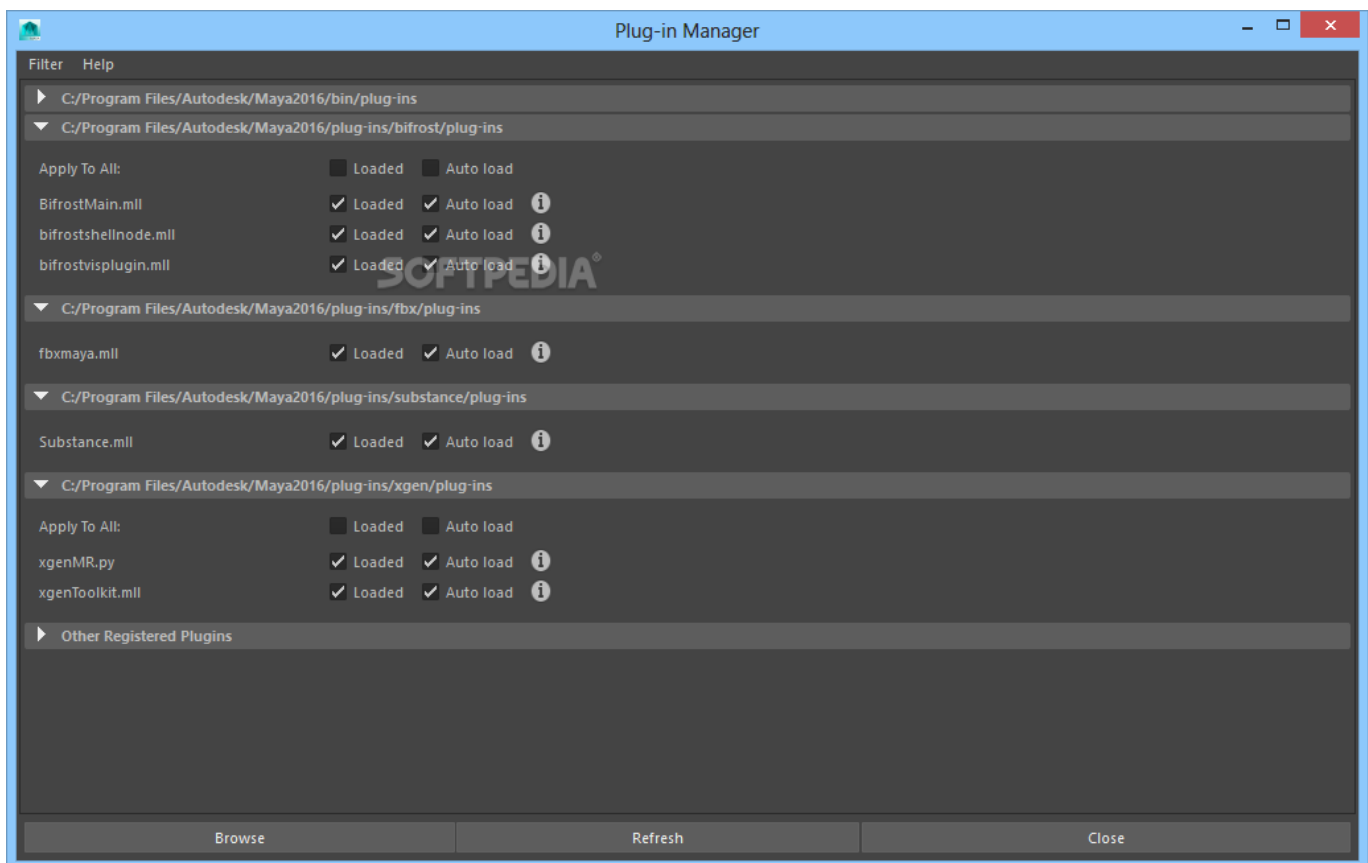 Plug-in Manager
Filter Help
C:/Program Files/Autodesk/Maya2016/bin/plug-ins
C:/Program Files/Autodesk/Maya2016/plug-ins/bifrost/plug-ins
Apply To All: Loaded Auto load
BifrostMain.mll Loaded Auto load
bifrostshellnode.mll Loaded Auto load
bifrostvisplugin.mll Loaded Auto load
SOFTPEDIA®
C:/Program Files/Autodesk/Maya2016/plug-ins/fbx/plug-ins
fbxmaya.mll Loaded Auto load
C:/Program Files/Autodesk/Maya2016/plug-ins/substance/plug-ins
Substance.mll Loaded Auto load
C:/Program Files/Autodesk/Maya2016/plug-ins/xgen/plug-ins
Apply To All: Loaded Auto load
xgenMR.py Loaded Auto load
xgenToolkit.mll Loaded Auto load
Other Registered Plugins
Browse Refresh Close